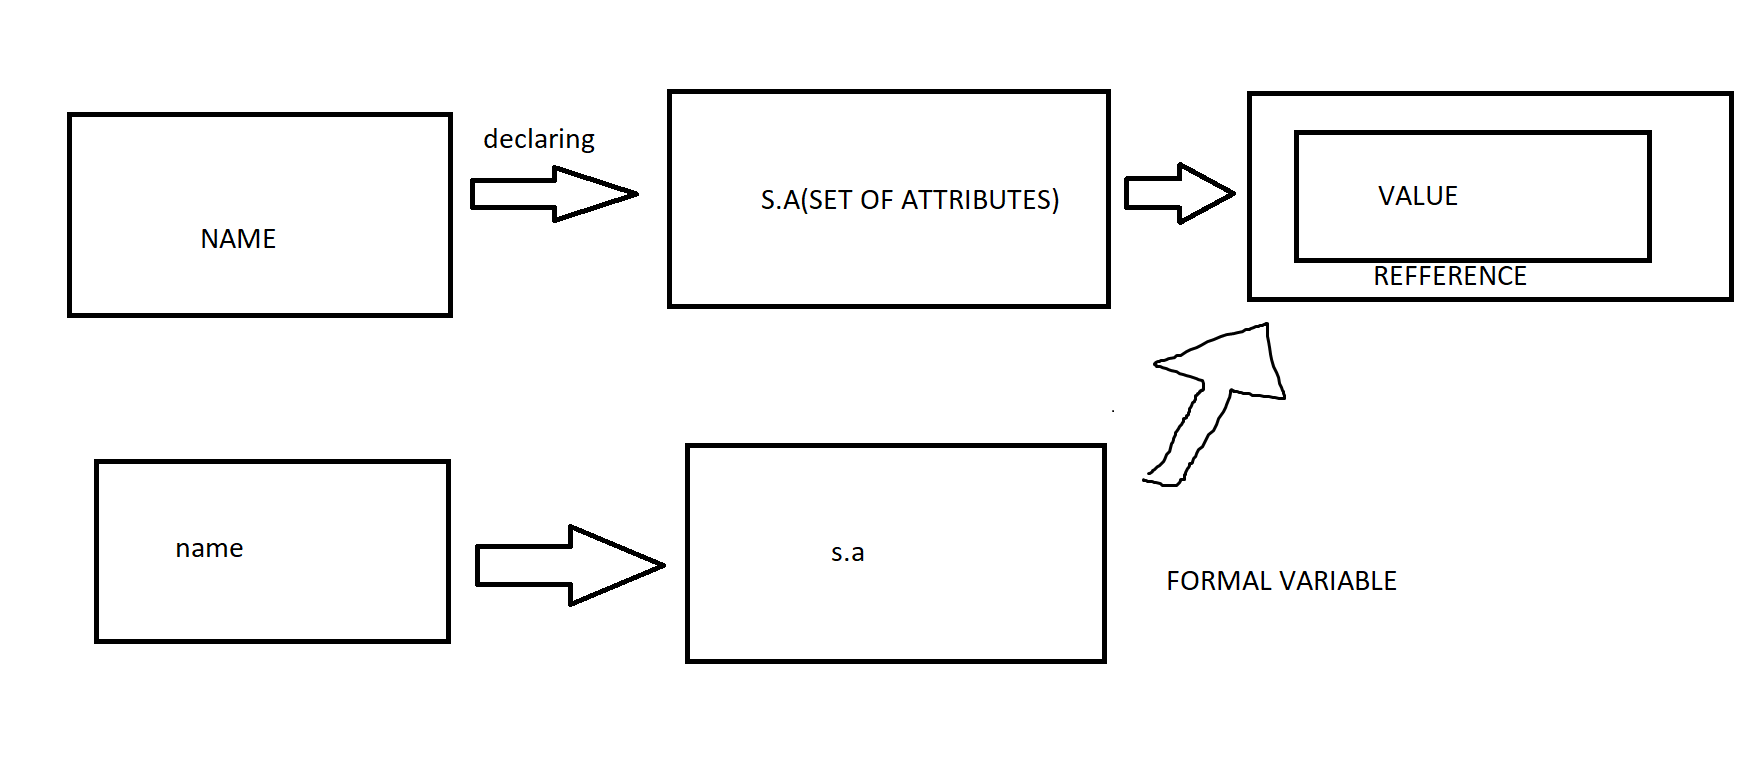 declaring
NAME
S.A(SET OF ATTRIBUTES)
VALUE
REFFERENCE
name
s.a
FORMAL VARIABLE